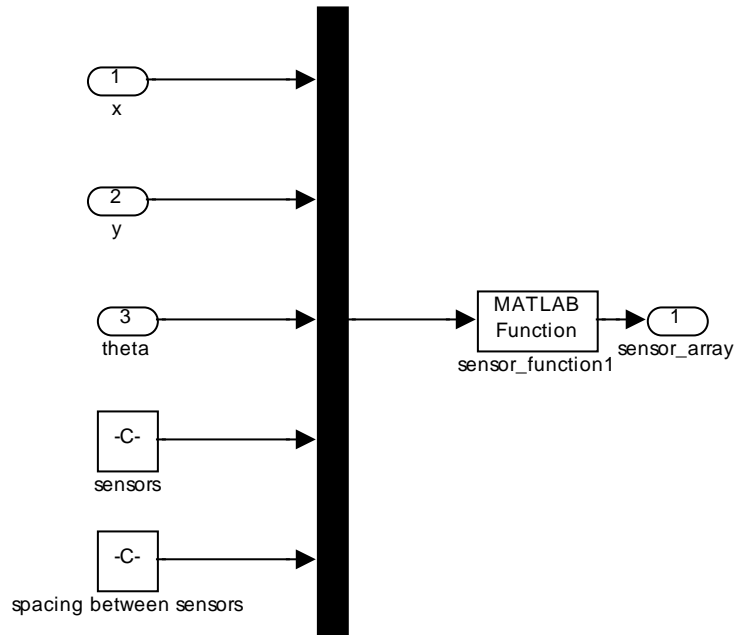 1
x
2
y
3
theta
MATLAB
Function
sensor_function1
1
sensor_array
-C-
sensors
-C-
spacing between sensors